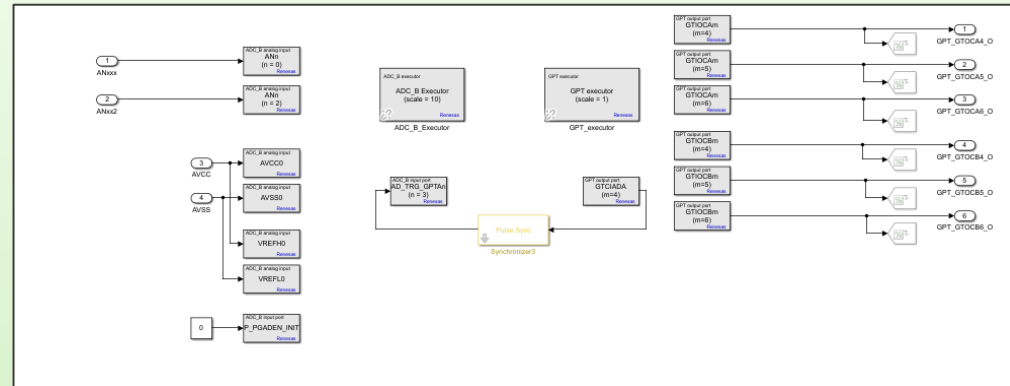 1
ANxxx
ADC_B analog input
ANn
(n = 0)
Renesas
2
ANxx2
ADC_B analog input
ANn
(n = 2)
Renesas
3
AVCC
ADC_B analog input
AVCC0
Renesas
4
AVSS
ADC_B analog input
AVSS0
Renesas
ADC_B analog input
VREFH0
Renesas
ADC_B analog input
VREFL0
Renesas
0
ADC_B input port
P_PGADEN_INIT
Renesas
ADC_B executor
ADC_B Executor
(scale = 10)
Renesas
ADC_B_Executor
GPT executor
GPT executor
(scale = 1)
Renesas
GPT_executor
ADC_B input port
AD_TRG_GPTAn
(n = 3)
Renesas
GPT output port
GTCIADA
(m=4)
Renesas
Pulse Sync
Synchronizer3
GPT output port
GTIOCAm
(m=4)
Renesas
1
GPT_GTOCA4_O
GPT output port
GTIOCAm
(m=5)
Renesas
2
GPT_GTOCA5_O
GPT output port
GTIOCAm
(m=6)
Renesas
3
GPT_GTOCA6_O
GPT output port
GTIOCBm
(m=4)
Renesas
4
GPT_GTOCB4_O
GPT output port
GTIOCBm
(m=5)
Renesas
5
GPT_GTOCB5_O
GPT output port
GTIOCBm
(m=6)
Renesas
6
GPT_GTOCB6_O